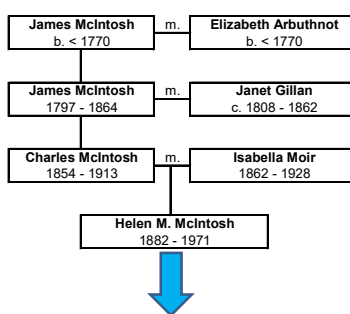 James McIntosh m. Elizabeth Arbuthnot
b. < 1770 b. < 1770
James McIntosh m. Janet Gillan
1797 - 1864 c. 1808 - 1862
Charles McIntosh m. Isabella Moir
1854 - 1913 1862 - 1928
Helen M. McIntosh
1882 - 1971